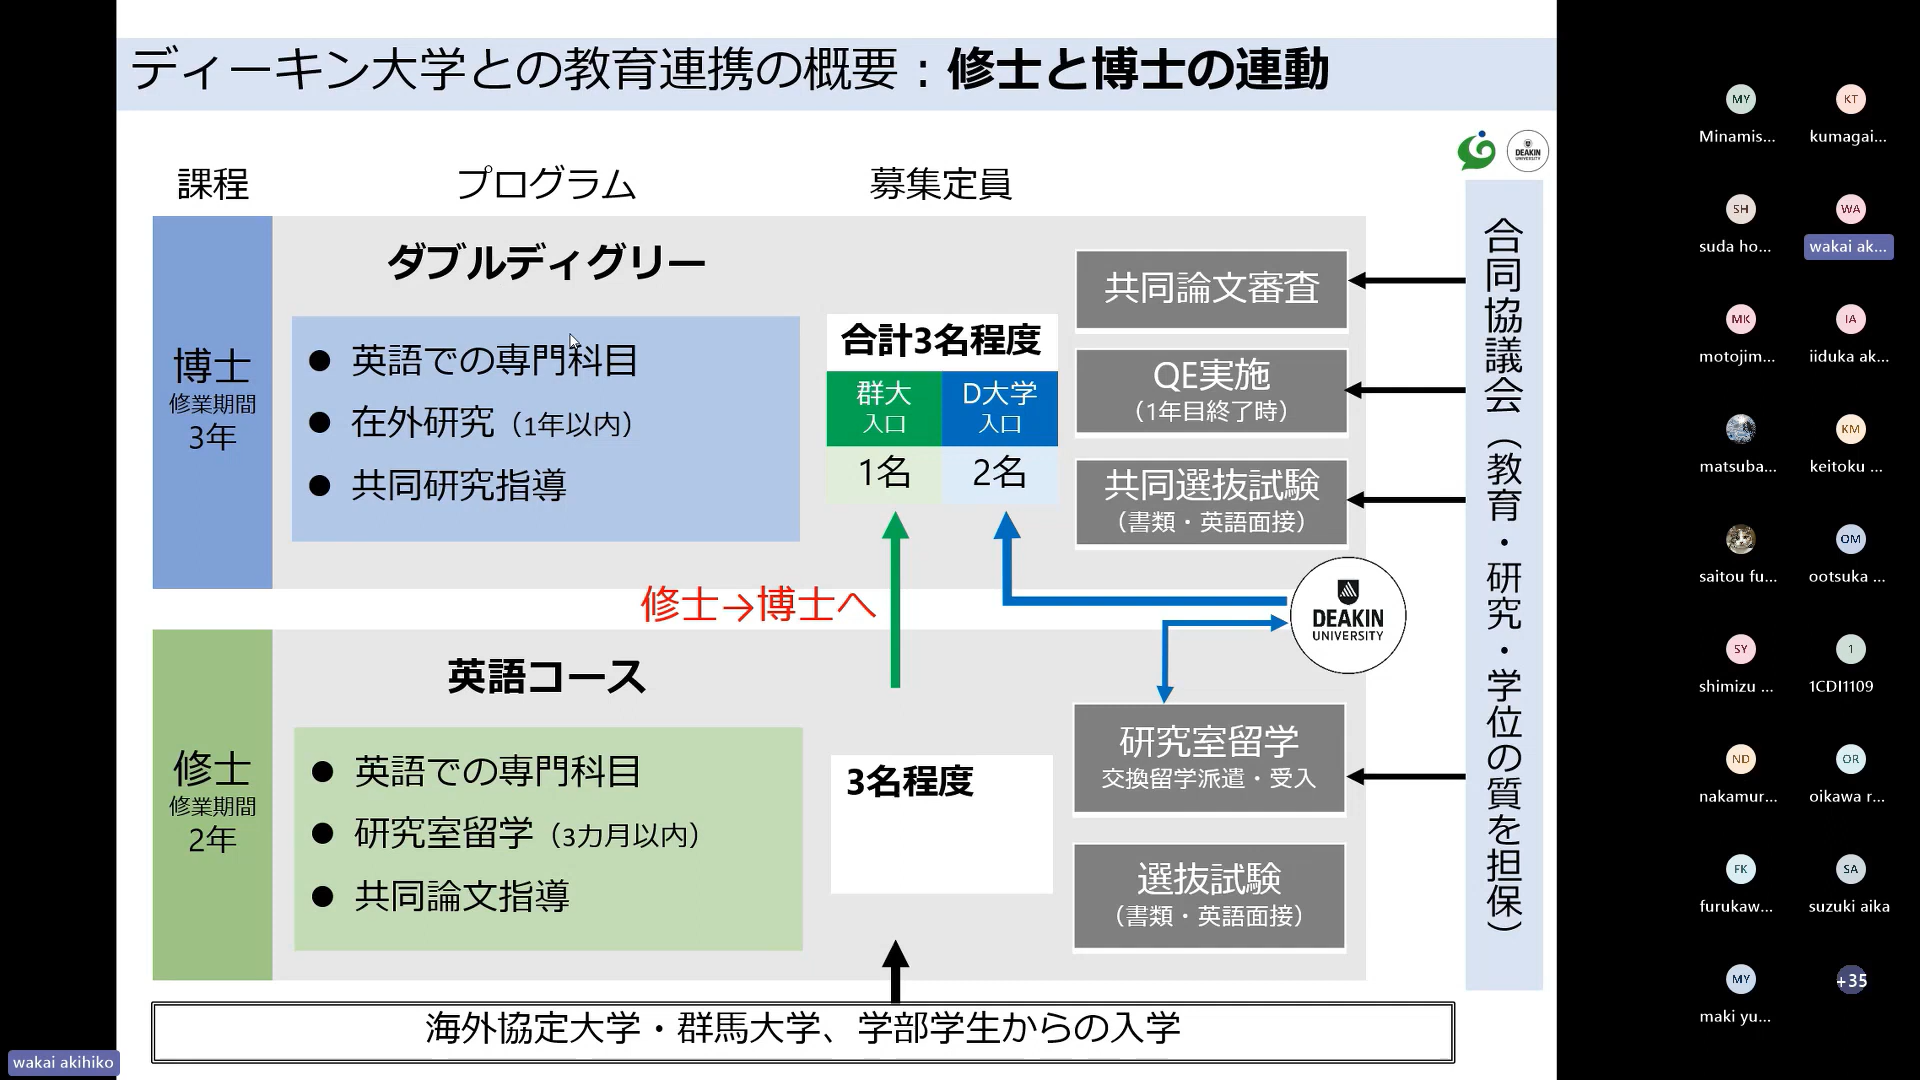 ディーキン大学との教育連携の概要：修士と博士の連動
DEAKIN
UNIVERSITY
課程
プログラム
募集定員
博士
修業期間
3年
ダブルディグリー
● 英語での専門科目
● 在外研究（1年以内）
● 共同研究指導
合計3名程度
群大
入口
D大学
入口
1名
2名
共同論文審査
QE実施
（1年目終了時）
共同選抜試験
（書類・英語面接）
修士→博士へ
DEAKIN
UNIVERSITY
修士
修業期間
2年
英語コース
● 英語での専門科目
● 研究室留学（3カ月以内）
● 共同論文指導
3名程度
研究室留学
交換留学派遣・受入
選抜試験
（書類・英語面接）
合同協議会（教育・研究・学位の質を担保）
海外協定大学・群馬大学、学部学生からの入学
wakai akihiko
MY
Minamis...
KT
kumagai...
SH
suda ho...
WA
wakai ak...
MK
motojim...
IA
iiduka ak...
matsuba...
KM
keitoku ...
saitou fu...
OM
ootsuka ...
SY
shimizu ...
1
1CDI1109
ND
nakamur...
OR
oikawa r...
FK
furukaw...
SA
suzuki aika
MY
maki yu...
+35